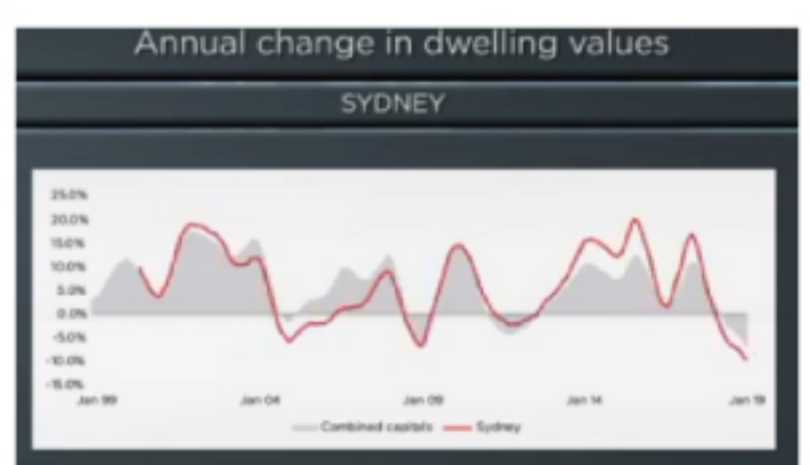 Annual change in dwelling values
SYDNEY
25.0%
20.0%
15.0%
10.0%
5.0%
0.0%
-5.0%
-10.0%
-15.0%
Jan 99 Jan 04 Jan 09 Jan 14 Jan 19
Combined capitals Sydney